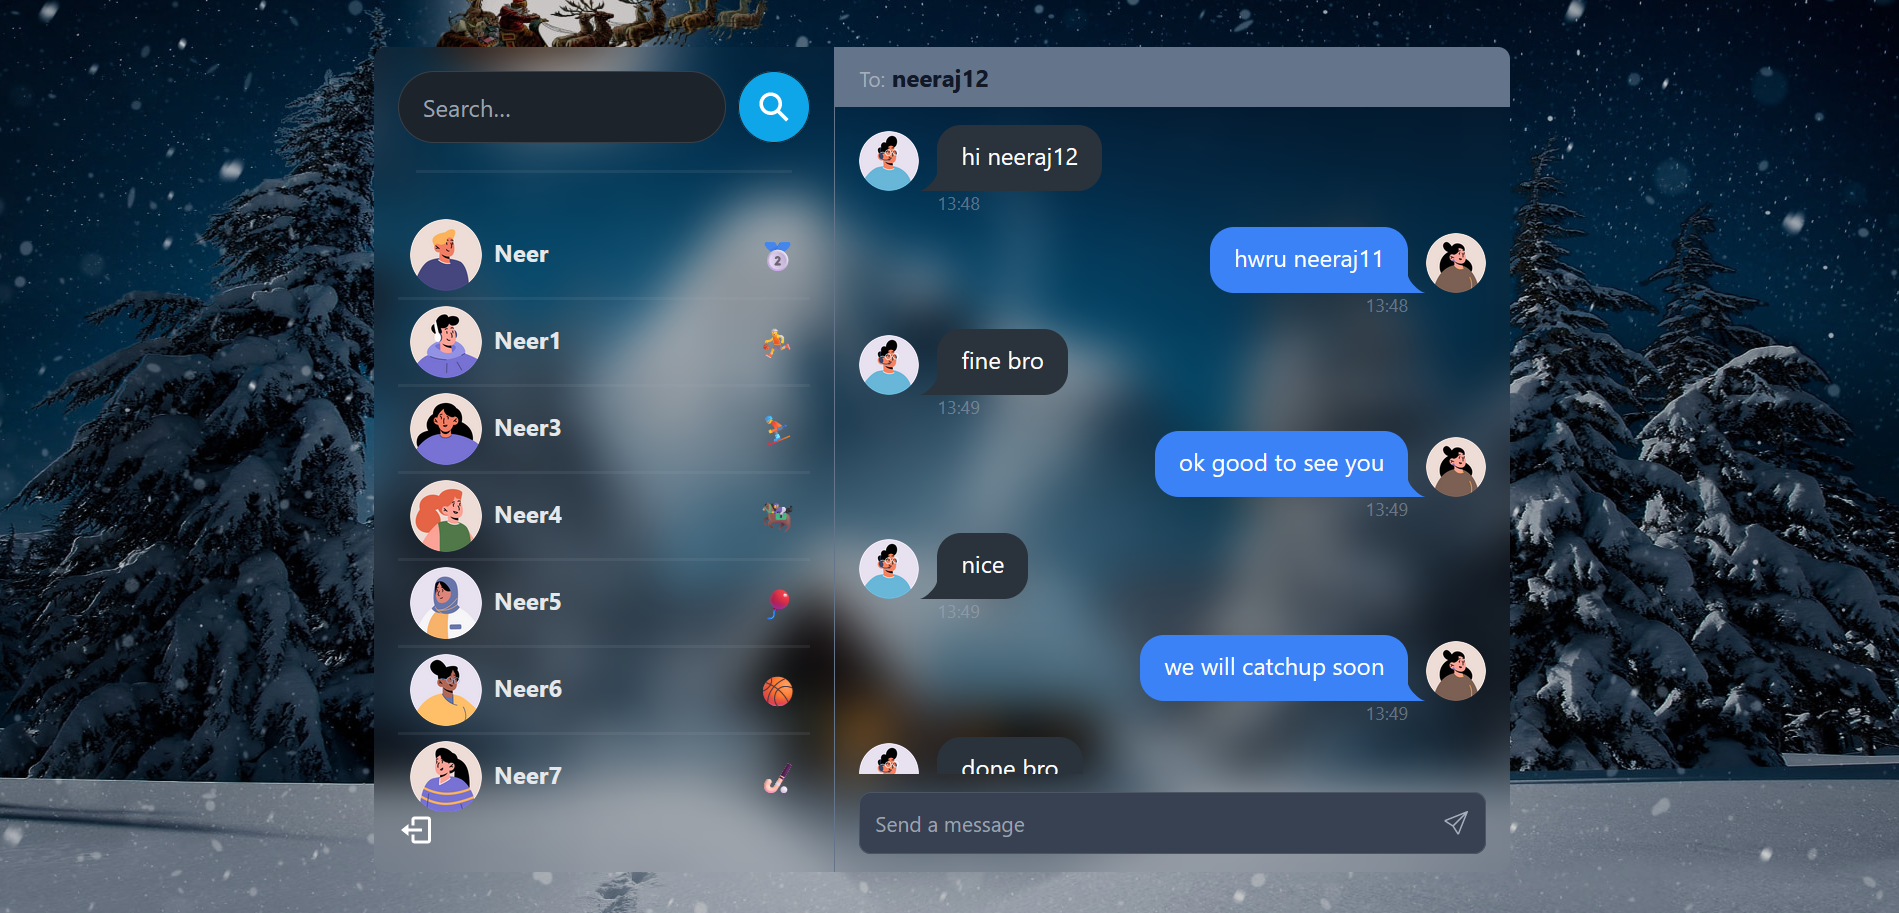 Search...
Neer
2
Neer1
Neer3
Neer4
Neer5
Neer6
Neer7
To: neeraj12
hi neeraj12
13:48
hwru neeraj11
13:48
fine bro
13:49
ok good to see you
13:49
nice
13:49
we will catchup soon
13:49
done bro
Send a message